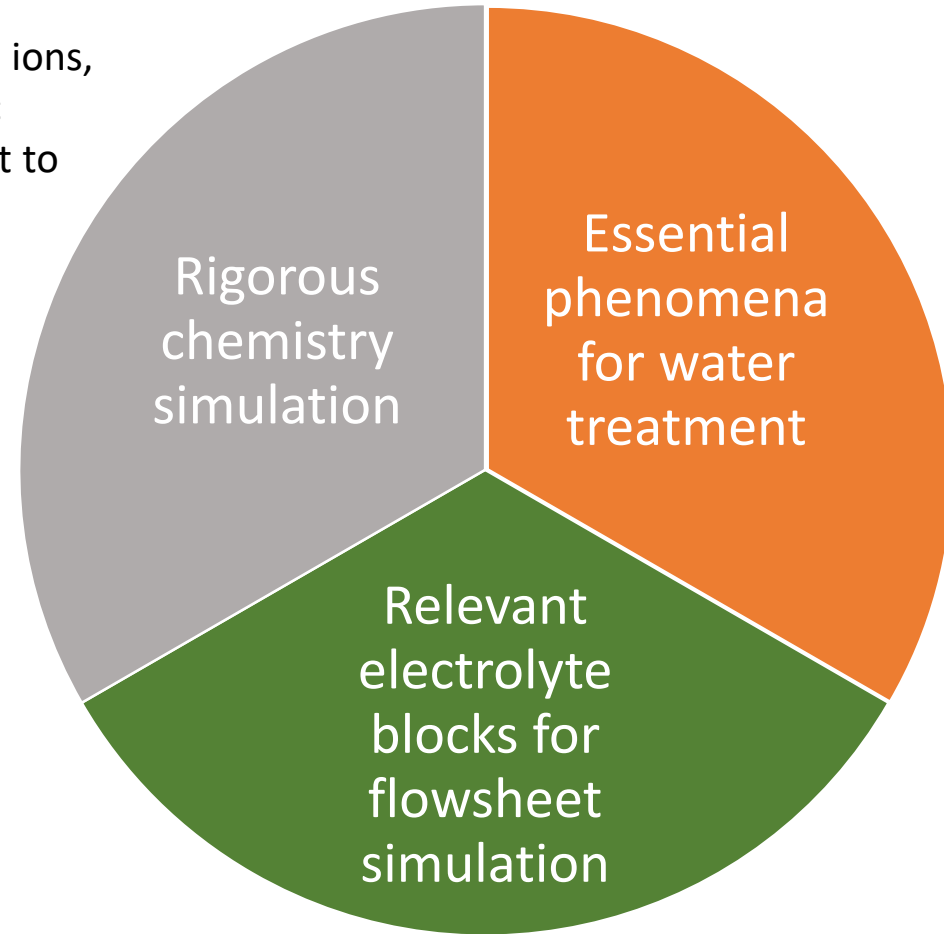 ions,
t to
Rigorous
chemistry
simulation
Essential
phenomena
for water
treatment
Relevant
electrolyte
blocks for
flowsheet
simulation